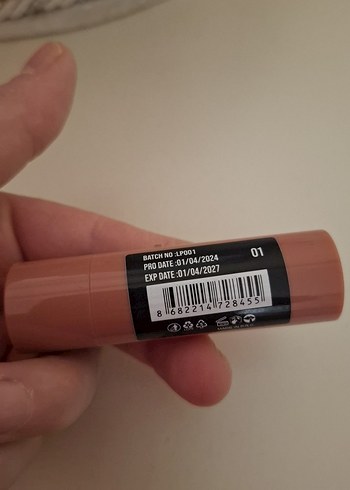 BATCH NO :LP001
PRO DATE :01/04/2024
EXP DATE :01/04/2027
01
8 682214 728455